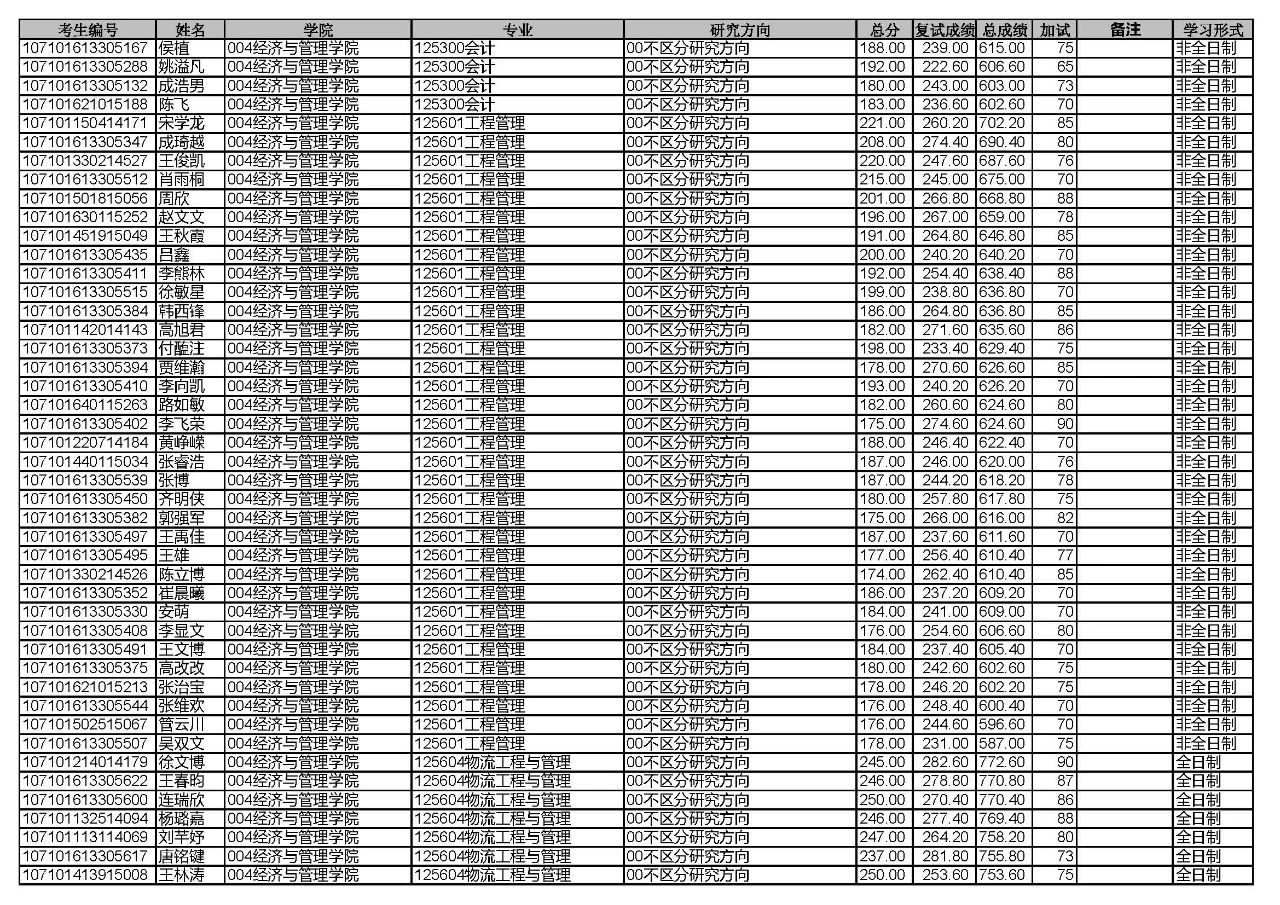 考生编号 姓名 学院 专业 研究方向 总分 复试成绩 总成绩 加试 备注 学习形式
107101613305167 侯植 004经济与管理学院 125300会计 00不区分研究方向 188.00 239.00 615.00 75 非全日制
107101613305288 姚溢凡 004经济与管理学院 125300会计 00不区分研究方向 192.00 222.60 606.60 65 非全日制
107101613305132 成浩男 004经济与管理学院 125300会计 00不区分研究方向 180.00 243.00 603.00 73 非全日制
107101621015188 陈飞 004经济与管理学院 125300会计 00不区分研究方向 183.00 236.60 602.60 70 非全日制
107101150414171 宋学龙 004经济与管理学院 125601工程管理 00不区分研究方向 221.00 260.20 702.20 85 非全日制
107101613305347 成琦越 004经济与管理学院 125601工程管理 00不区分研究方向 208.00 274.40 690.40 80 非全日制
107101330214527 王俊凯 004经济与管理学院 125601工程管理 00不区分研究方向 220.00 247.60 687.60 76 非全日制
107101613305512 肖雨桐 004经济与管理学院 125601工程管理 00不区分研究方向 215.00 245.00 675.00 70 非全日制
107101501815056 周欣 004经济与管理学院 125601工程管理 00不区分研究方向 201.00 266.80 668.80 88 非全日制
107101630115252 赵文文 004经济与管理学院 125601工程管理 00不区分研究方向 196.00 267.00 659.00 78 非全日制
107101451915049 王秋霞 004经济与管理学院 125601工程管理 00不区分研究方向 191.00 264.80 646.80 85 非全日制
107101613305435 吕鑫 004经济与管理学院 125601工程管理 00不区分研究方向 200.00 240.20 640.20 70 非全日制
107101613305411 李熊林 004经济与管理学院 125601工程管理 00不区分研究方向 192.00 254.40 638.40 88 非全日制
107101613305515 徐敏星 004经济与管理学院 125601工程管理 00不区分研究方向 199.00 238.80 636.80 70 非全日制
107101613305384 韩西锋 004经济与管理学院 125601工程管理 00不区分研究方向 186.00 264.80 636.80 85 非全日制
107101142014143 高旭君 004经济与管理学院 125601工程管理 00不区分研究方向 182.00 271.60 635.60 86 非全日制
107101613305373 付 注 004经济与管理学院 125601工程管理 00不区分研究方向 198.00 233.40 629.40 75 非全日制
107101613305394 贾维瀚 004经济与管理学院 125601工程管理 00不区分研究方向 178.00 270.60 626.60 85 非全日制
107101613305410 李向凯 004经济与管理学院 125601工程管理 00不区分研究方向 193.00 240.20 626.20 70 非全日制
107101640115263 路如敏 004经济与管理学院 125601工程管理 00不区分研究方向 182.00 260.60 624.60 80 非全日制
107101613305402 李飞荣 004经济与管理学院 125601工程管理 00不区分研究方向 175.00 274.60 624.60 90 非全日制
107101220714184 黄峥嵘 004经济与管理学院 125601工程管理 00不区分研究方向 188.00 246.40 622.40 70 非全日制
107101440115034 张睿浩 004经济与管理学院 125601工程管理 00不区分研究方向 187.00 246.00 620.00 76 非全日制
107101613305539 张博 004经济与管理学院 125601工程管理 00不区分研究方向 187.00 244.20 618.20 78 非全日制
107101613305450 齐明侠 004经济与管理学院 125601工程管理 00不区分研究方向 180.00 257.80 617.80 75 非全日制
107101613305382 郭强军 004经济与管理学院 125601工程管理 00不区分研究方向 175.00 266.00 616.00 82 非全日制
107101613305497 王禹佳 004经济与管理学院 125601工程管理 00不区分研究方向 187.00 237.60 611.60 70 非全日制
107101613305495 王雄 004经济与管理学院 125601工程管理 00不区分研究方向 177.00 256.40 610.40 77 非全日制
107101330214526 陈立博 004经济与管理学院 125601工程管理 00不区分研究方向 174.00 262.40 610.40 85 非全日制
107101613305352 崔晨曦 004经济与管理学院 125601工程管理 00不区分研究方向 186.00 237.20 609.20 70 非全日制
107101613305330 安萌 004经济与管理学院 125601工程管理 00不区分研究方向 184.00 241.00 609.00 70 非全日制
107101613305408 李显文 004经济与管理学院 125601工程管理 00不区分研究方向 176.00 254.60 606.60 80 非全日制
107101613305491 王文博 004经济与管理学院 125601工程管理 00不区分研究方向 184.00 237.40 605.40 70 非全日制
107101613305375 高改改 004经济与管理学院 125601工程管理 00不区分研究方向 180.00 242.60 602.60 75 非全日制
107101621015213 张治宝 004经济与管理学院 125601工程管理 00不区分研究方向 178.00 246.20 602.20 75 非全日制
107101613305544 张维欢 004经济与管理学院 125601工程管理 00不区分研究方向 176.00 248.40 600.40 70 非全日制
107101502515067 管云川 004经济与管理学院 125601工程管理 00不区分研究方向 176.00 244.60 596.60 70 非全日制
107101613305507 吴双文 004经济与管理学院 125601工程管理 00不区分研究方向 178.00 231.00 587.00 75 非全日制
107101214014179 徐文博 004经济与管理学院 125604物流工程与管理 00不区分研究方向 245.00 282.60 772.60 90 全日制
107101613305622 王春昀 004经济与管理学院 125604物流工程与管理 00不区分研究方向 246.00 278.80 770.80 87 全日制
107101613305600 连瑞欣 004经济与管理学院 125604物流工程与管理 00不区分研究方向 250.00 270.40 770.40 86 全日制
107101132514094 杨璐嘉 004经济与管理学院 125604物流工程与管理 00不区分研究方向 246.00 277.40 769.40 88 全日制
107101113114069 刘芊妤 004经济与管理学院 125604物流工程与管理 00不区分研究方向 247.00 264.20 758.20 80 全日制
107101613305617 唐铭键 004经济与管理学院 125604物流工程与管理 00不区分研究方向 237.00 281.80 755.80 73 全日制
107101413915008 王林涛 004经济与管理学院 125604物流工程与管理 00不区分研究方向 250.00 253.60 753.60 75 全日制